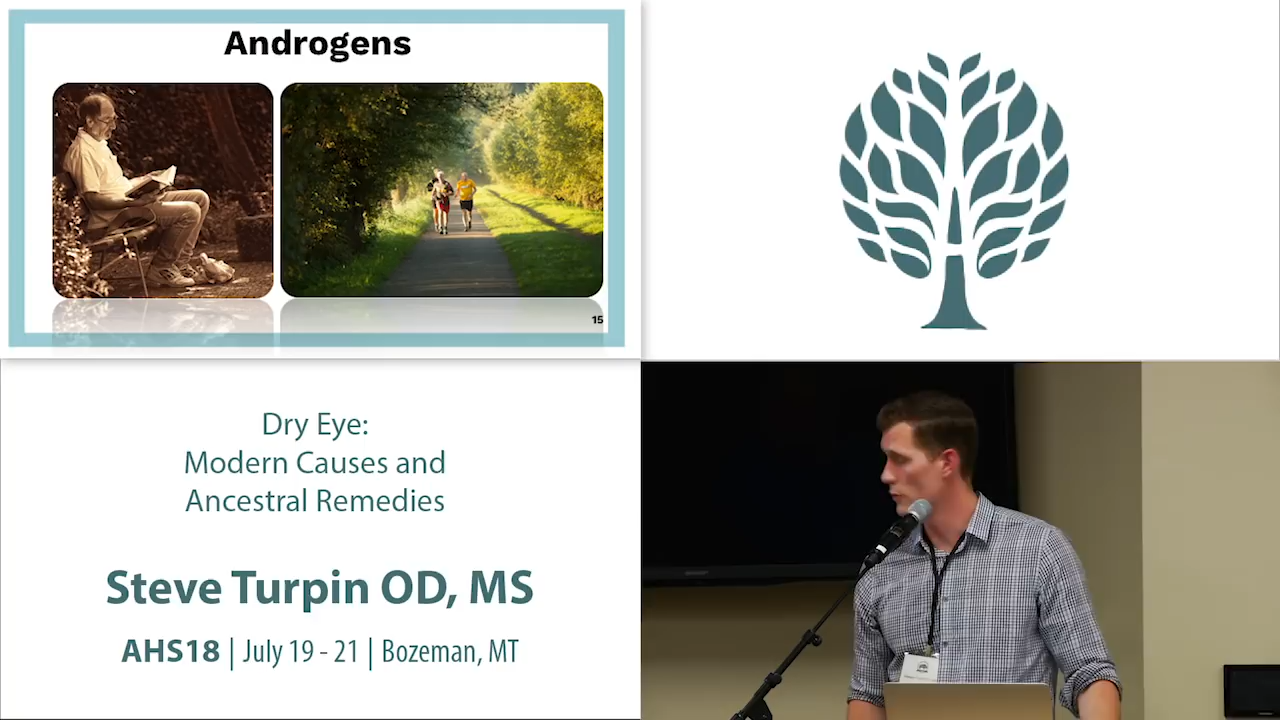 Androgens
15
Dry Eye:
Modern Causes and
Ancestral Remedies
Steve Turpin OD, MS
AHS18 | July 19 - 21 | Bozeman, MT